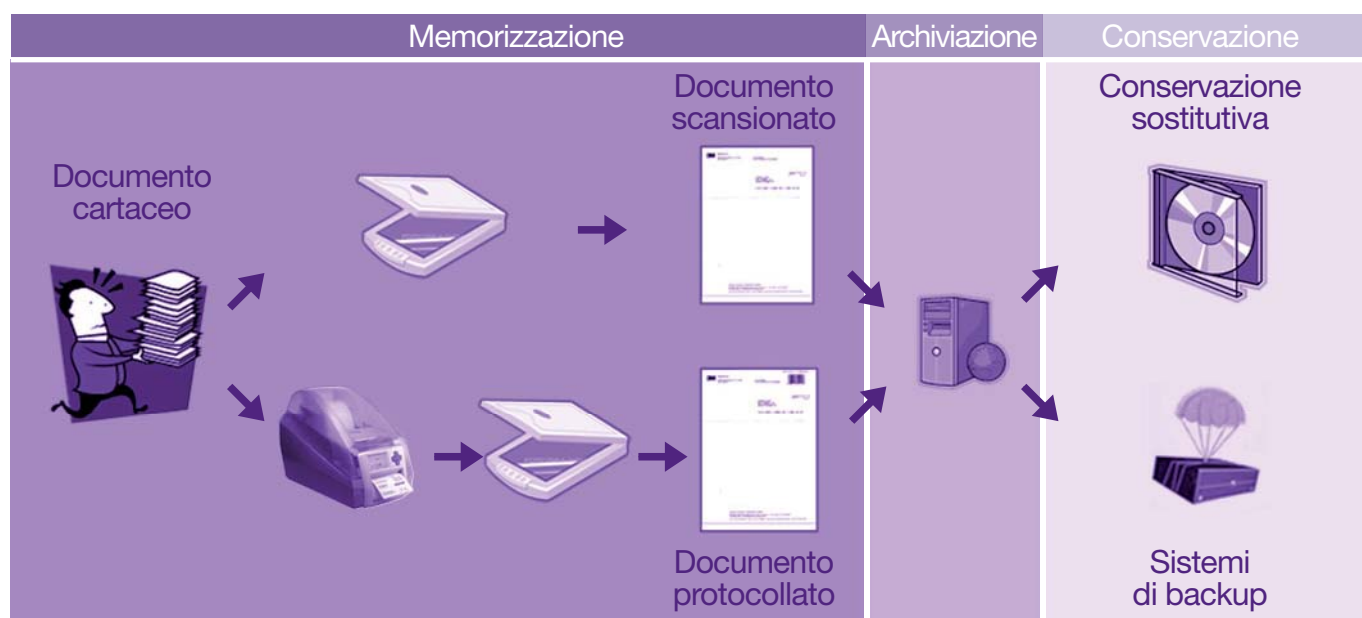 Memorizzazione
Archiviazione
Conservazione
Documento
cartaceo
Documento
scansionato
Documento
protocollato
Conservazione
sostitutiva
Sistemi
di backup